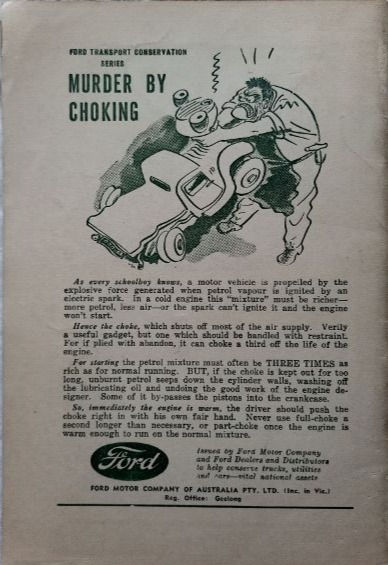 FORD TRANSPORT CONSERVATION
SERIES
MURDER BY
CHOKING
As every schoolboy knows, a motor vehicle is propelled by the
explosive force generated when petrol vapour is ignited by an
electric spark. In a cold engine this "mixture" must be richer—
more petrol, less air—or the spark can't ignite it and the engine
won't start.
Hence the choke, which shuts off most of the air supply. Verily
a useful gadget, but one which should be handled with restraint.
For if plied with abandon, it can choke a third off the life of the
engine.
For starting the petrol mixture must often be THREE TIMES as
rich as for normal running. BUT, if the choke is kept out for too
long, unburnt petrol seeps down the cylinder walls, washing off
the lubricating oil and undoing the good work of the engine de-
signer. Some of it by-passes the pistons into the crankcase.
So, immediately the engine is warm, the driver should push the
choke right in with his own fair hand. Never use full-choke a
second longer than necessary, or part-choke once the engine is
warm enough to run on the normal mixture.
Ford
Issued by Ford Motor Company
and Ford Dealers and Distributors
to help conserve trucks, utilities
and cars—vital national assets
FORD MOTOR COMPANY OF AUSTRALIA PTY. LTD. (Inc. in Vic.)
Reg. Office: Geelong